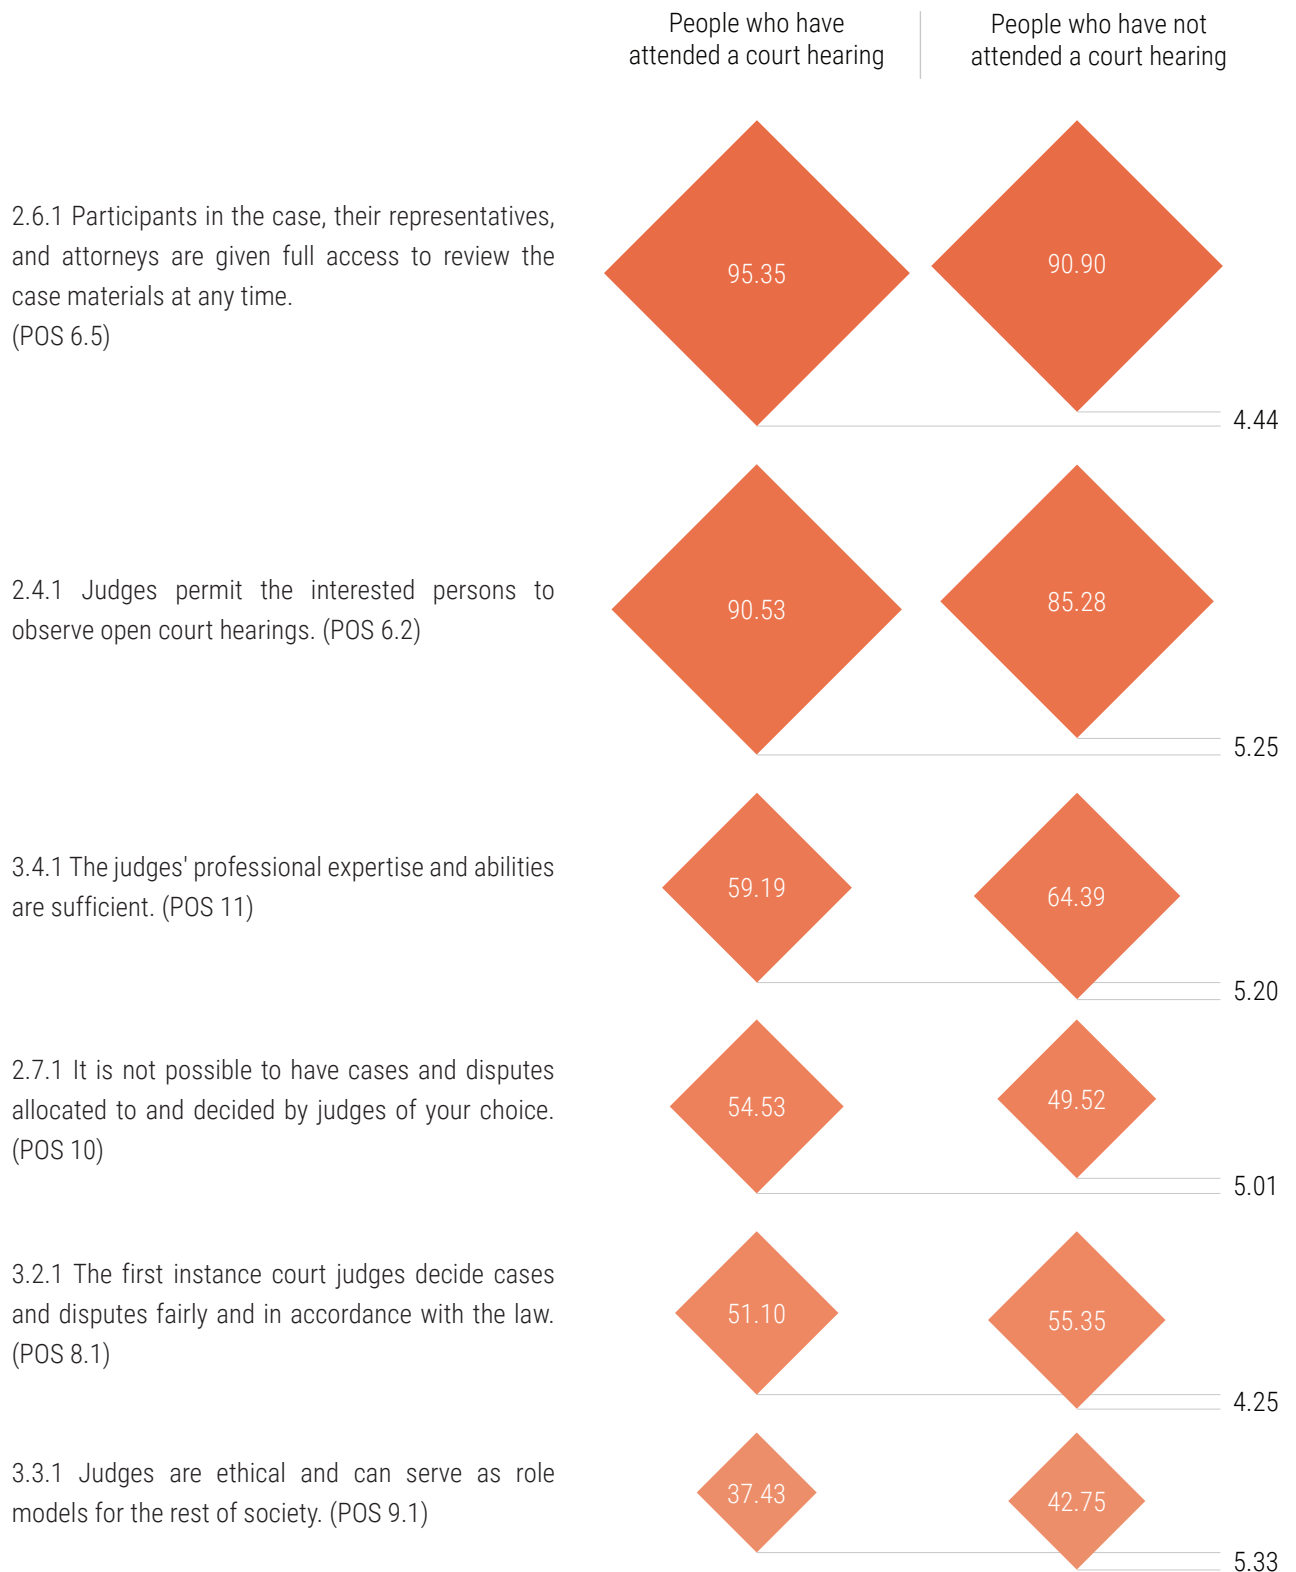 People who have
attended a court hearing
People who have not
attended a court hearing
2.6.1 Participants in the case, their representatives,
and attorneys are given full access to review the
case materials at any time.
(POS 6.5)
95.35
90.90
4.44
2.4.1 Judges permit the interested persons to
observe open court hearings. (POS 6.2)
90.53
85.28
5.25
3.4.1 The judges' professional expertise and abilities
are sufficient. (POS 11)
59.19
64.39
5.20
2.7.1 It is not possible to have cases and disputes
allocated to and decided by judges of your choice.
(POS 10)
54.53
49.52
5.01
3.2.1 The first instance court judges decide cases
and disputes fairly and in accordance with the law.
(POS 8.1)
51.10
55.35
4.25
3.3.1 Judges are ethical and can serve as role
models for the rest of society. (POS 9.1)
37.43
42.75
5.33